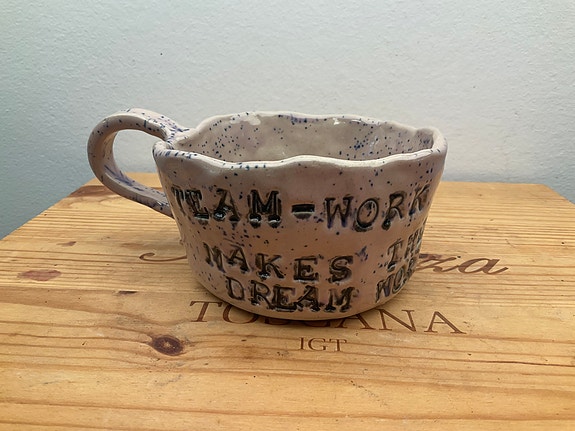 TEAM-WORK
MAKES
DREAM
TOSCANA
IGT